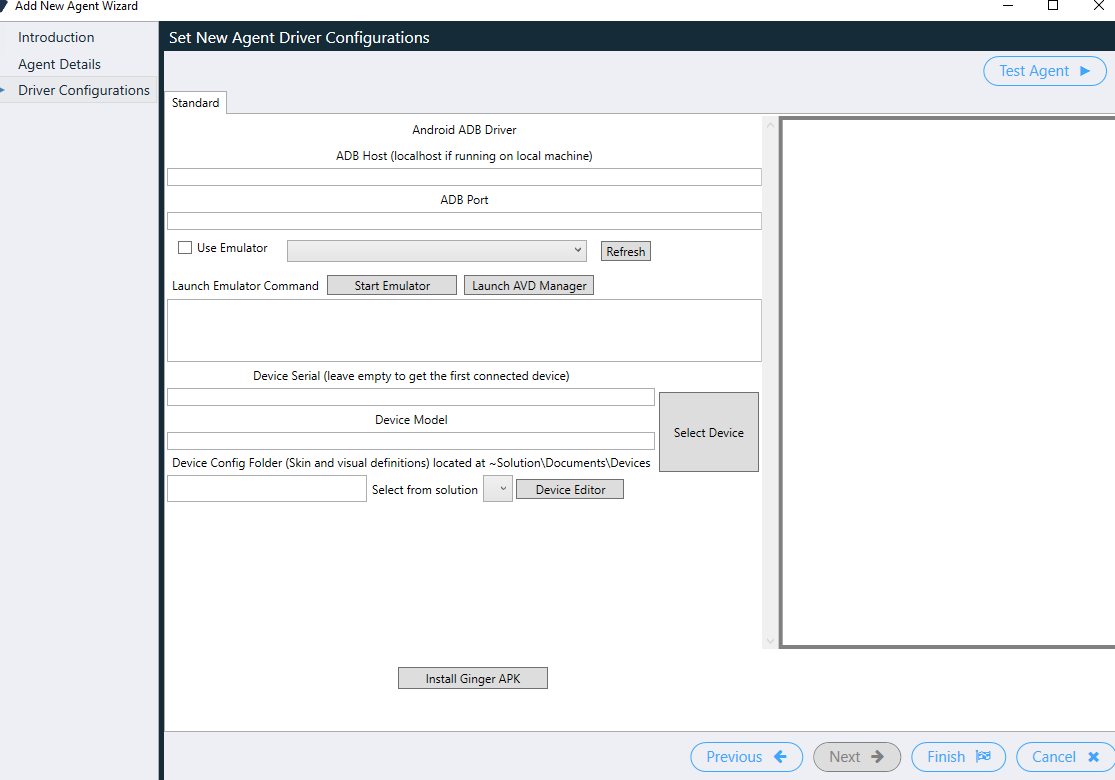 Add New Agent Wizard
Introduction
Agent Details
Driver Configurations
Set New Agent Driver Configurations
Test Agent
Standard
Android ADB Driver
ADB Host (localhost if running on local machine)
ADB Port
Use Emulator
Refresh
Launch Emulator Command Start Emulator Launch AVD Manager
Device Serial (leave empty to get the first connected device)
Device Model
Select Device
Device Config Folder (Skin and visual definitions) located at ~Solution\Documents\Devices
Select from solution Device Editor
Install Ginger APK
Previous Next Finish Cancel